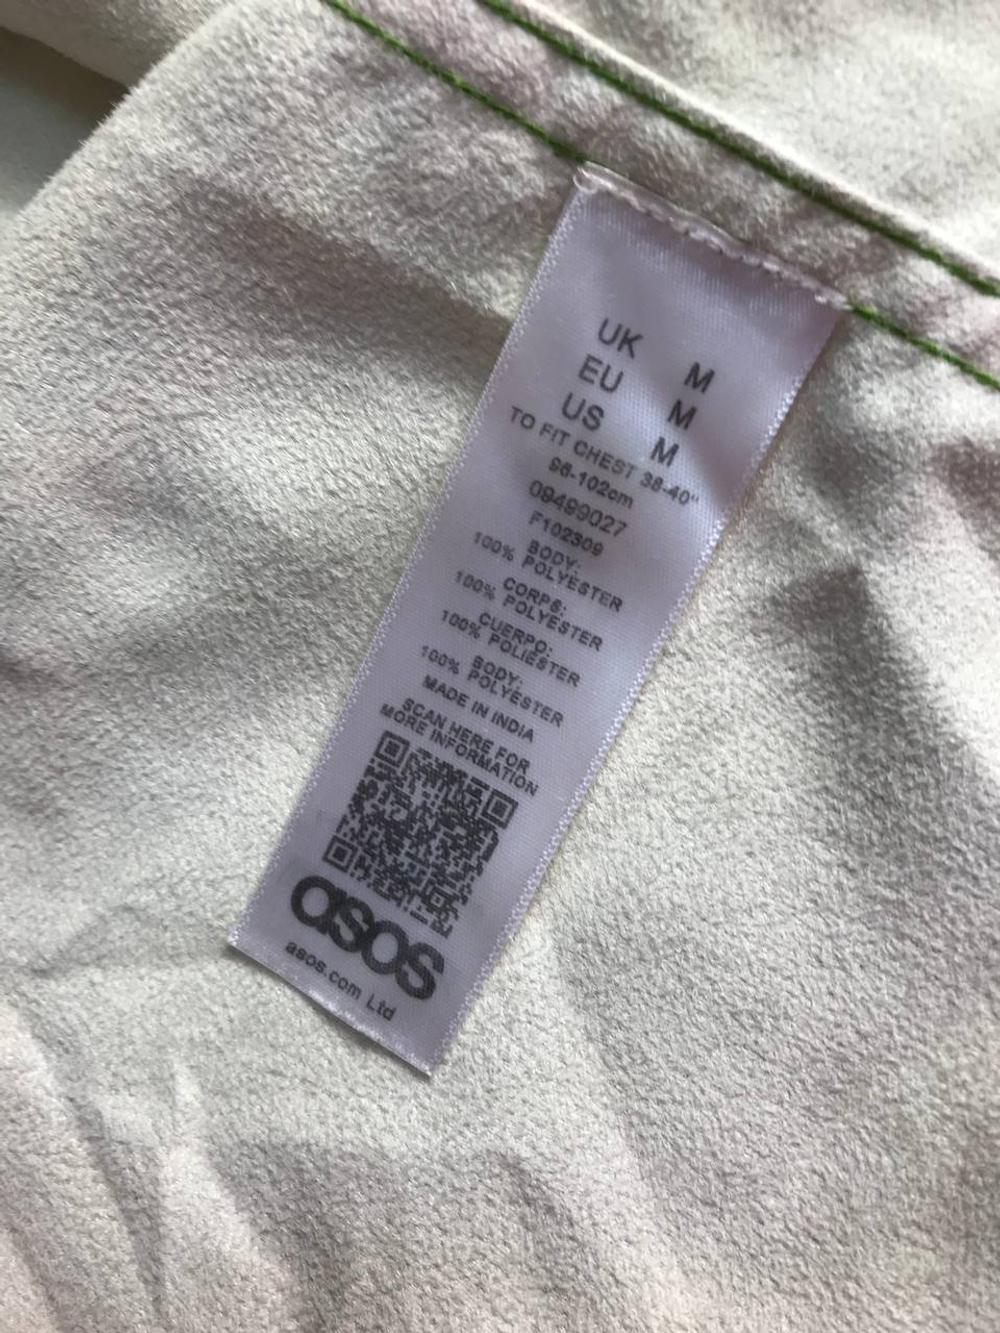 UK M
EU M
US M
TO FIT CHEST 38-40"
96-102cm
09499027
F102309
BODY:
100% POLYESTER
CORPS:
100% POLYESTER
CUERPO:
100% POLIÉSTER
BODY:
100% POLYESTER
MADE IN INDIA
SCAN HERE FOR
MORE INFORMATION
asos
asos.com Ltd